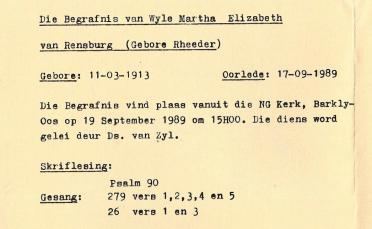 Die Begrafnis van Wyle Martha Elizabeth
van Rensburg (Gebore Rheeder)
Gebore: 11-03-1913 Oorlede: 17-09-1989
Die Begrafnis vind plaas vanuit die NG Kerk, Barkly-
Oos op 19 September 1989 om 15H00. Die diens word
gelei deur Ds. van Zyl.
Skriflesing:
Psalm 90
Gesang: 279 vers 1,2,3,4 en 5
26 vers 1 en 3